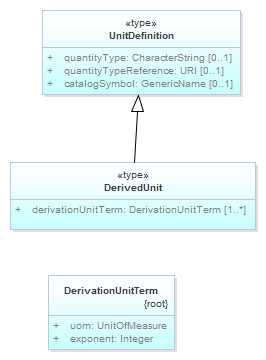 «type»
UnitDefinition
+ quantityType: CharacterString [0..1]
+ quantityTypeReference: URI [0..1]
+ catalogSymbol: GenericName [0..1]
«type»
DerivedUnit
+ derivationUnitTerm: DerivationUnitTerm [1..*]
DerivationUnitTerm
{root}
+ uom: UnitOfMeasure
+ exponent: Integer